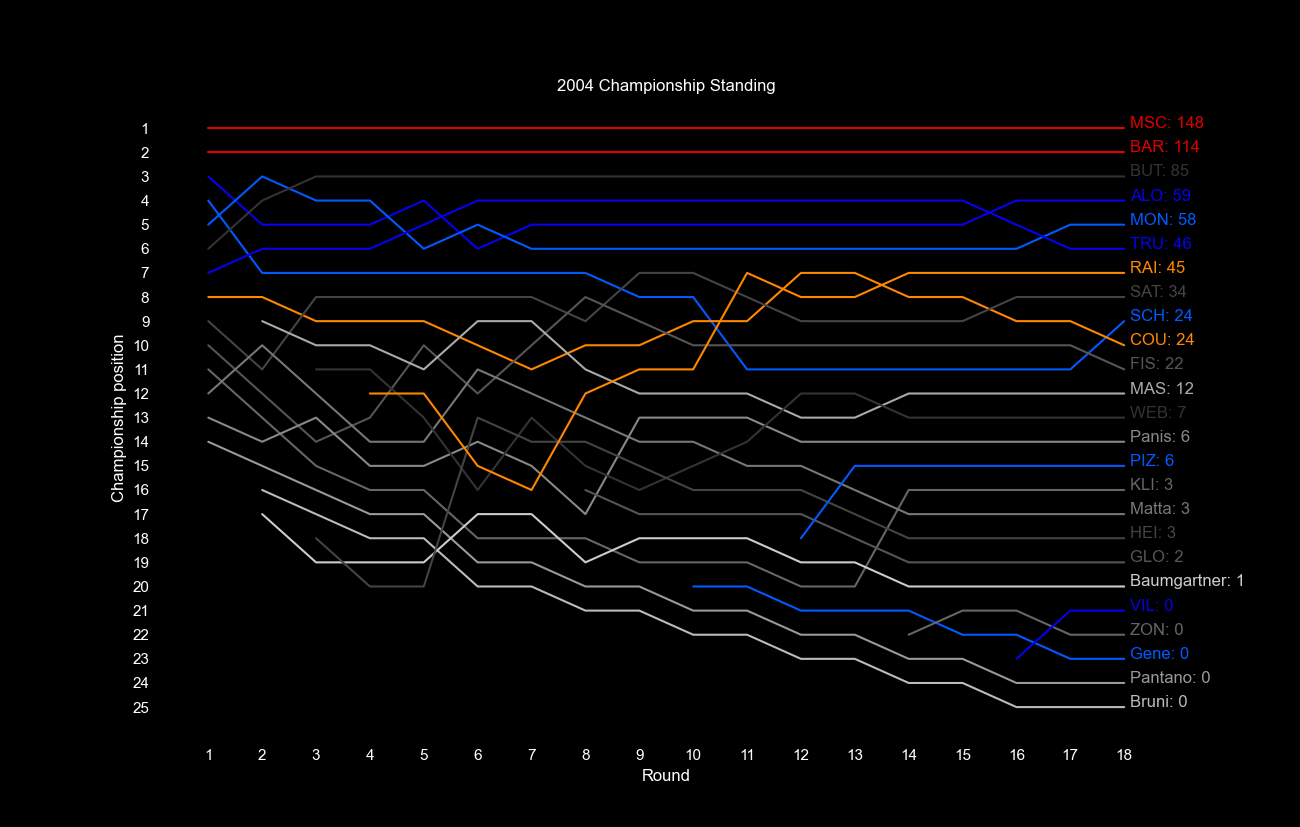 2004 Championship Standing
Championship position
1
2
3
4
5
6
7
8
9
10
11
12
13
14
15
16
17
18
19
20
21
22
23
24
25
MSC: 148
BAR: 114
BUT: 85
ALO: 59
MON: 58
TRU: 46
RAI: 45
SAT: 34
SCH: 24
COU: 24
FIS: 22
MAS: 12
WEB: 7
Panis: 6
PIZ: 6
KLI: 3
Matta: 3
HEI: 3
GLO: 2
Baumgartner: 1
VIL: 0
ZON: 0
Gene: 0
Pantano: 0
Bruni: 0
1 2 3 4 5 6 7 8 9 10 11 12 13 14 15 16 17 18
Round